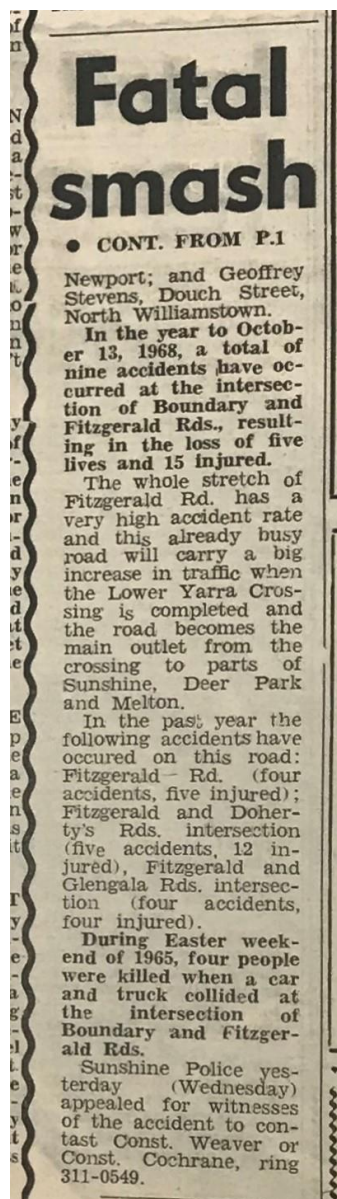 Fatal
smash
● CONT. FROM P.1
Newport; and Geoffrey
Stevens, Douch Street,
North Williamstown.
In the year to Octob-
er 13, 1968, a total of
nine accidents have oc-
curred at the intersec-
tion of Boundary and
Fitzgerald Rds., result-
ing in the loss of five
lives and 15 injured.
The whole stretch of
Fitzgerald Rd. has a
very high accident rate
and this already busy
road will carry a big
increase in traffic when
the Lower Yarra Cros-
sing is completed and
the road becomes the
main outlet from the
crossing to parts of
Sunshine, Deer Park
and Melton.
In the past year the
following accidents have
occured on this road:
Fitzgerald Rd. (four
accidents, five injured);
Fitzgerald and Doher-
ty's Rds. intersection
(five accidents, 12 in-
jured), Fitzgerald and
Glengala Rds. intersec-
tion (four accidents,
four injured).
During Easter week-
end of 1965, four people
were killed when a car
and truck collided at
the intersection of
Boundary and Fitzger-
ald Rds.
Sunshine Police yes-
terday (Wednesday)
appealed for witnesses
of the accident to con-
tast Const. Weaver or
Const. Cochrane, ring
311-0549.